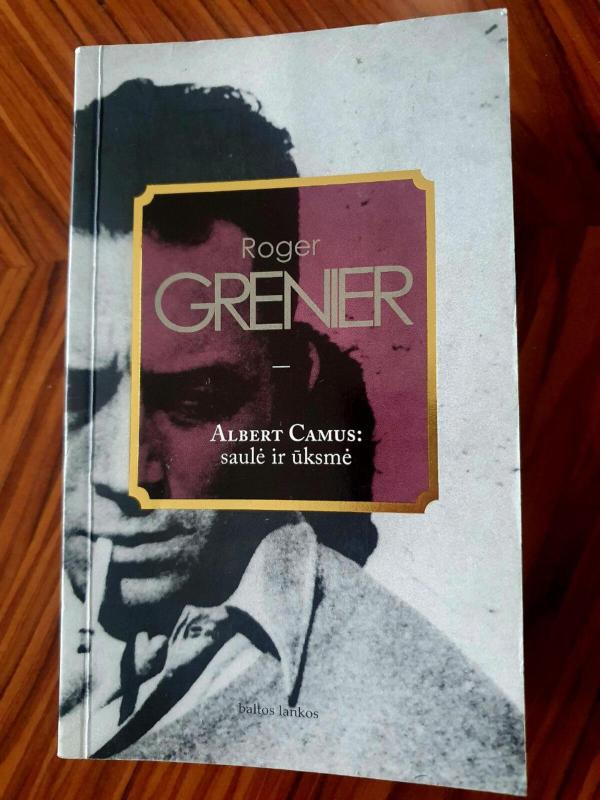 Roger
GRENIER
—
ALBERT CAMUS:
saulė ir ūksmė
baltos lankos